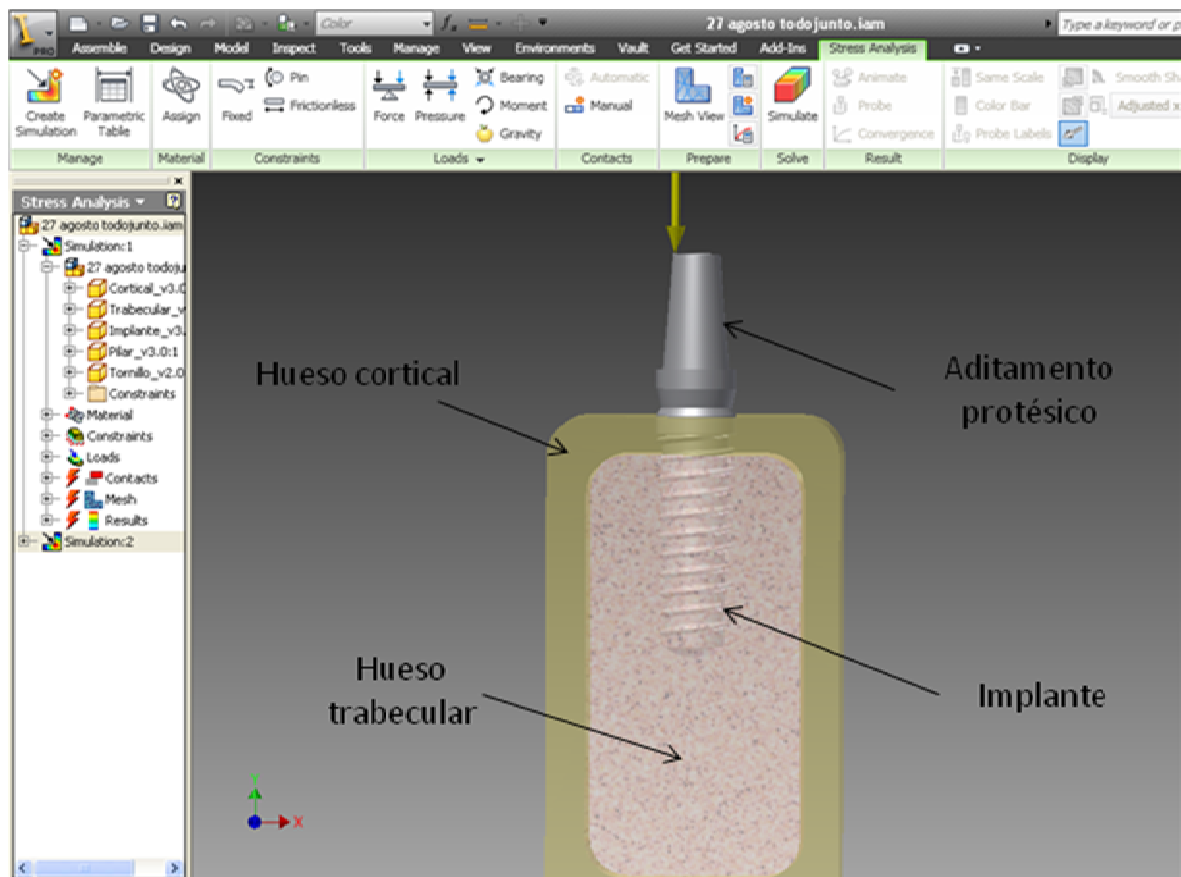 PRO
Color
27 agosto todojunto.iam
Type a keyword or p
Assemble Design Model Inspect Tools Manage View Environments Vault Get Started Add-Ins Stress Analysis
Create Simulation
Parametric Table
Assign
Fixed
Pin
Frictionless
Force
Pressure
Bearing
Moment
Gravity
Automatic
Manual
Mesh View
Simulate
Animate
Probe
Convergence
Same Scale
Color Bar
Probe Labels
Smooth Sh
Adjusted x
Manage Material Constraints Loads Contacts Prepare Solve Result Display
Stress Analysis
27 agosto todojunto.iam
Simulation:1
27 agosto todoju
Cortical_v3.0
Trabecular_v
Implante_v3.
Pilar_v3.0:1
Tornillo_v2.0
Constraints
Material
Constraints
Loads
Contacts
Mesh
Results
Simulation:2
Hueso cortical
Aditamento
protésico
Hueso
trabecular
Implante
Y
X